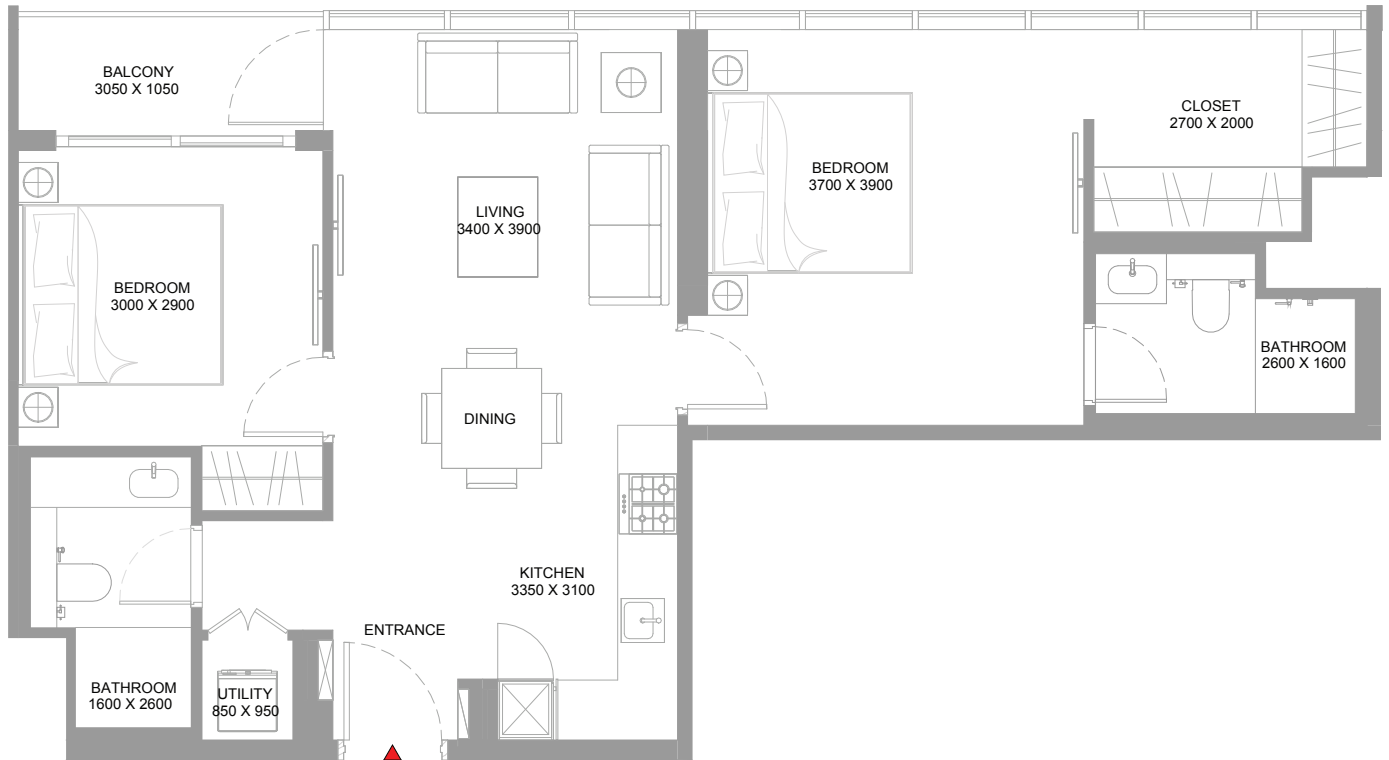 BALCONY
3050 X 1050
CLOSET
2700 X 2000
BEDROOM
3700 X 3900
LIVING
3400 X 3900
BEDROOM
3000 X 2900
BATHROOM
2600 X 1600
DINING
KITCHEN
3350 X 3100
ENTRANCE
BATHROOM
1600 X 2600
UTILITY
850 X 950